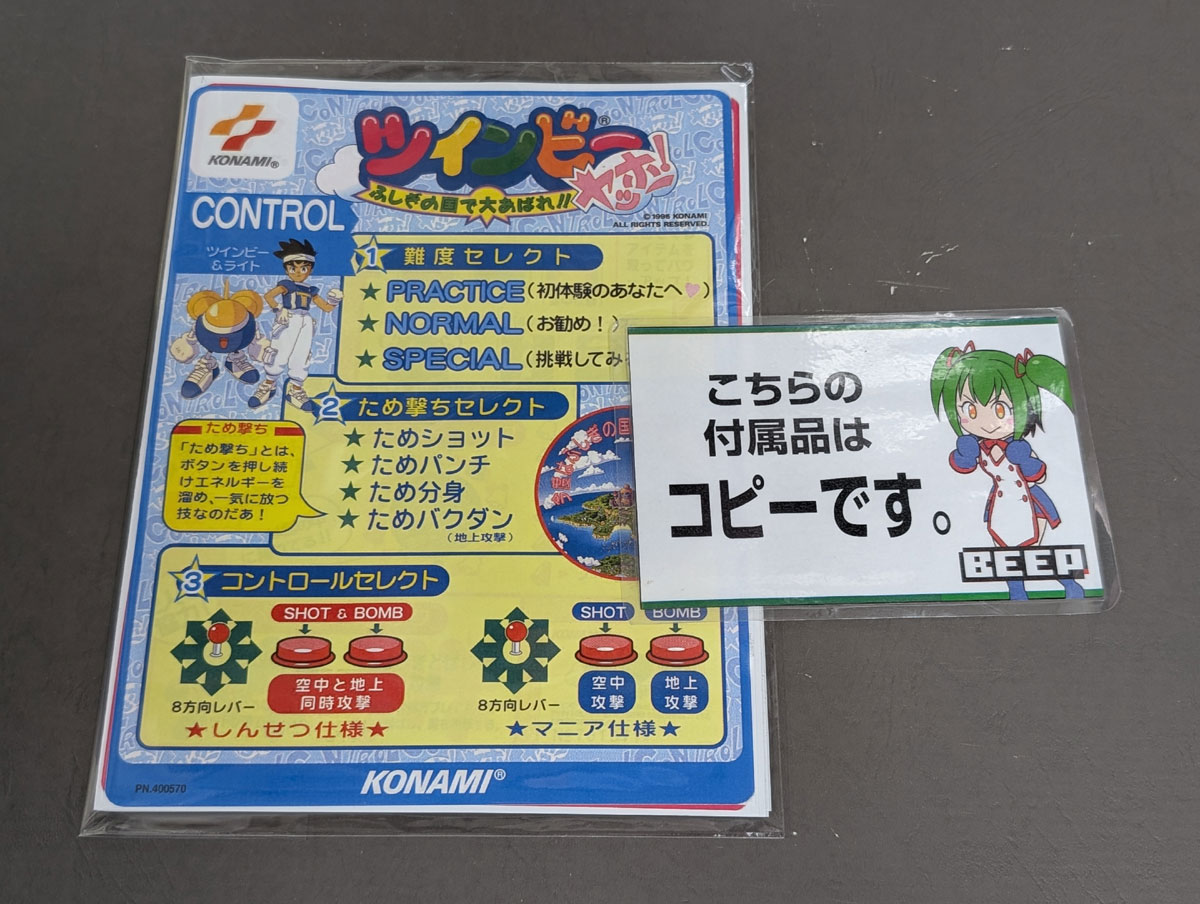 KONAMI®
ツインビー®
ヤッホー!
ふしぎの国で大あばれ!!
©1995 KONAMI
ALL RIGHTS RESERVED.
CONTROL
ツインビー
&ライト
1 難度セレクト
★PRACTICE(初体験のあなたへ♥)
★NORMAL(お勧め!)
★SPECIAL(挑戦してみ
2 ため撃ちセレクト
★ためショット
★ためパンチ
★ため分身
★ためバクダン
(地上攻撃)
ため撃ち
「ため撃ち」とは、
ボタンを押し続
けエネルギーを
溜め、一気に放つ
技なのだあ!
ふしぎの国
3 コントロールセレクト
SHOT & BOMB
8方向レバー
空中と地上
同時攻撃
★しんせつ仕様★
SHOT
BOMB
8方向レバー
空中
攻撃
地上
攻撃
★マニア仕様★
PN.400570
KONAMI®
こちらの
付属品は
コピーです。
BEEP